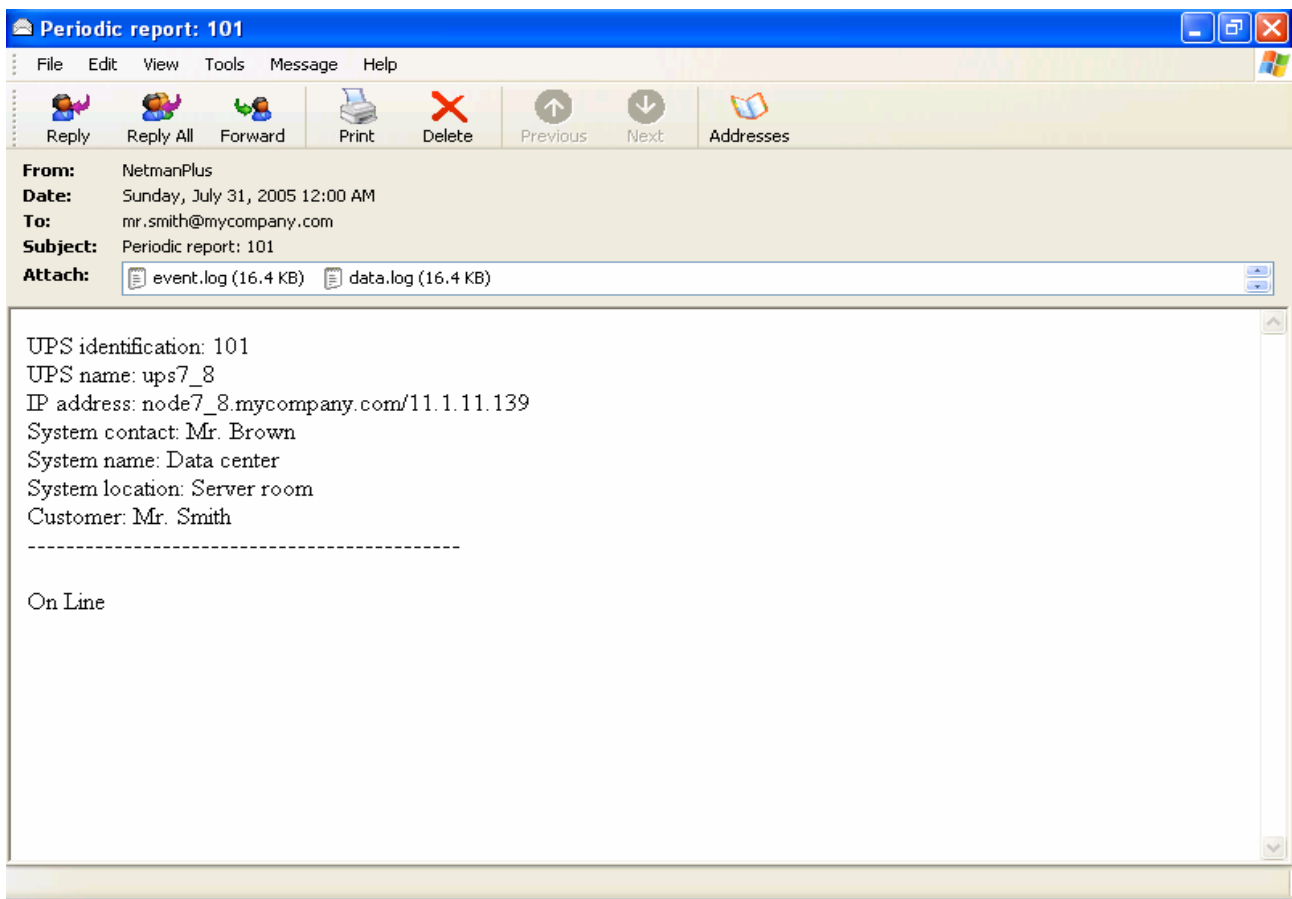 Periodic report: 101
File Edit View Tools Message Help
Reply Reply All Forward Print Delete Previous Next Addresses
From: NetmanPlus
Date: Sunday, July 31, 2005 12:00 AM
To: mr.smith@mycompany.com
Subject: Periodic report: 101
Attach: event.log (16.4 KB) data.log (16.4 KB)
UPS identification: 101
UPS name: ups7_8
IP address: node7_8.mycompany.com/11.1.11.139
System contact: Mr. Brown
System name: Data center
System location: Server room
Customer: Mr. Smith
---------------------------------------------
On Line